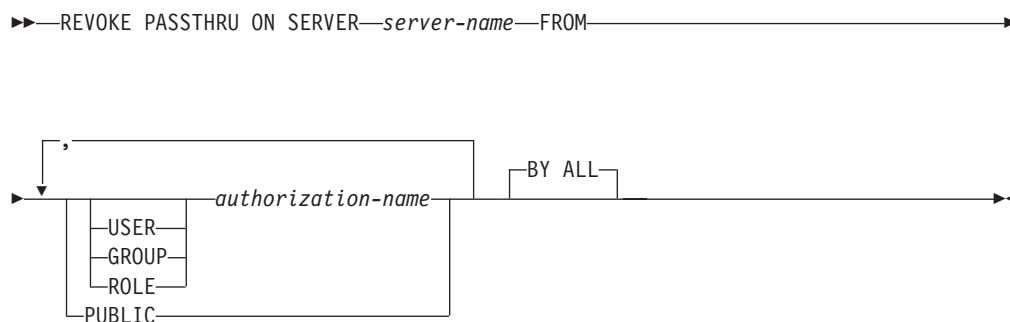 REVOKE PASSTHRU ON SERVER server-name FROM
,
BY ALL
authorization-name
USER
GROUP
ROLE
PUBLIC